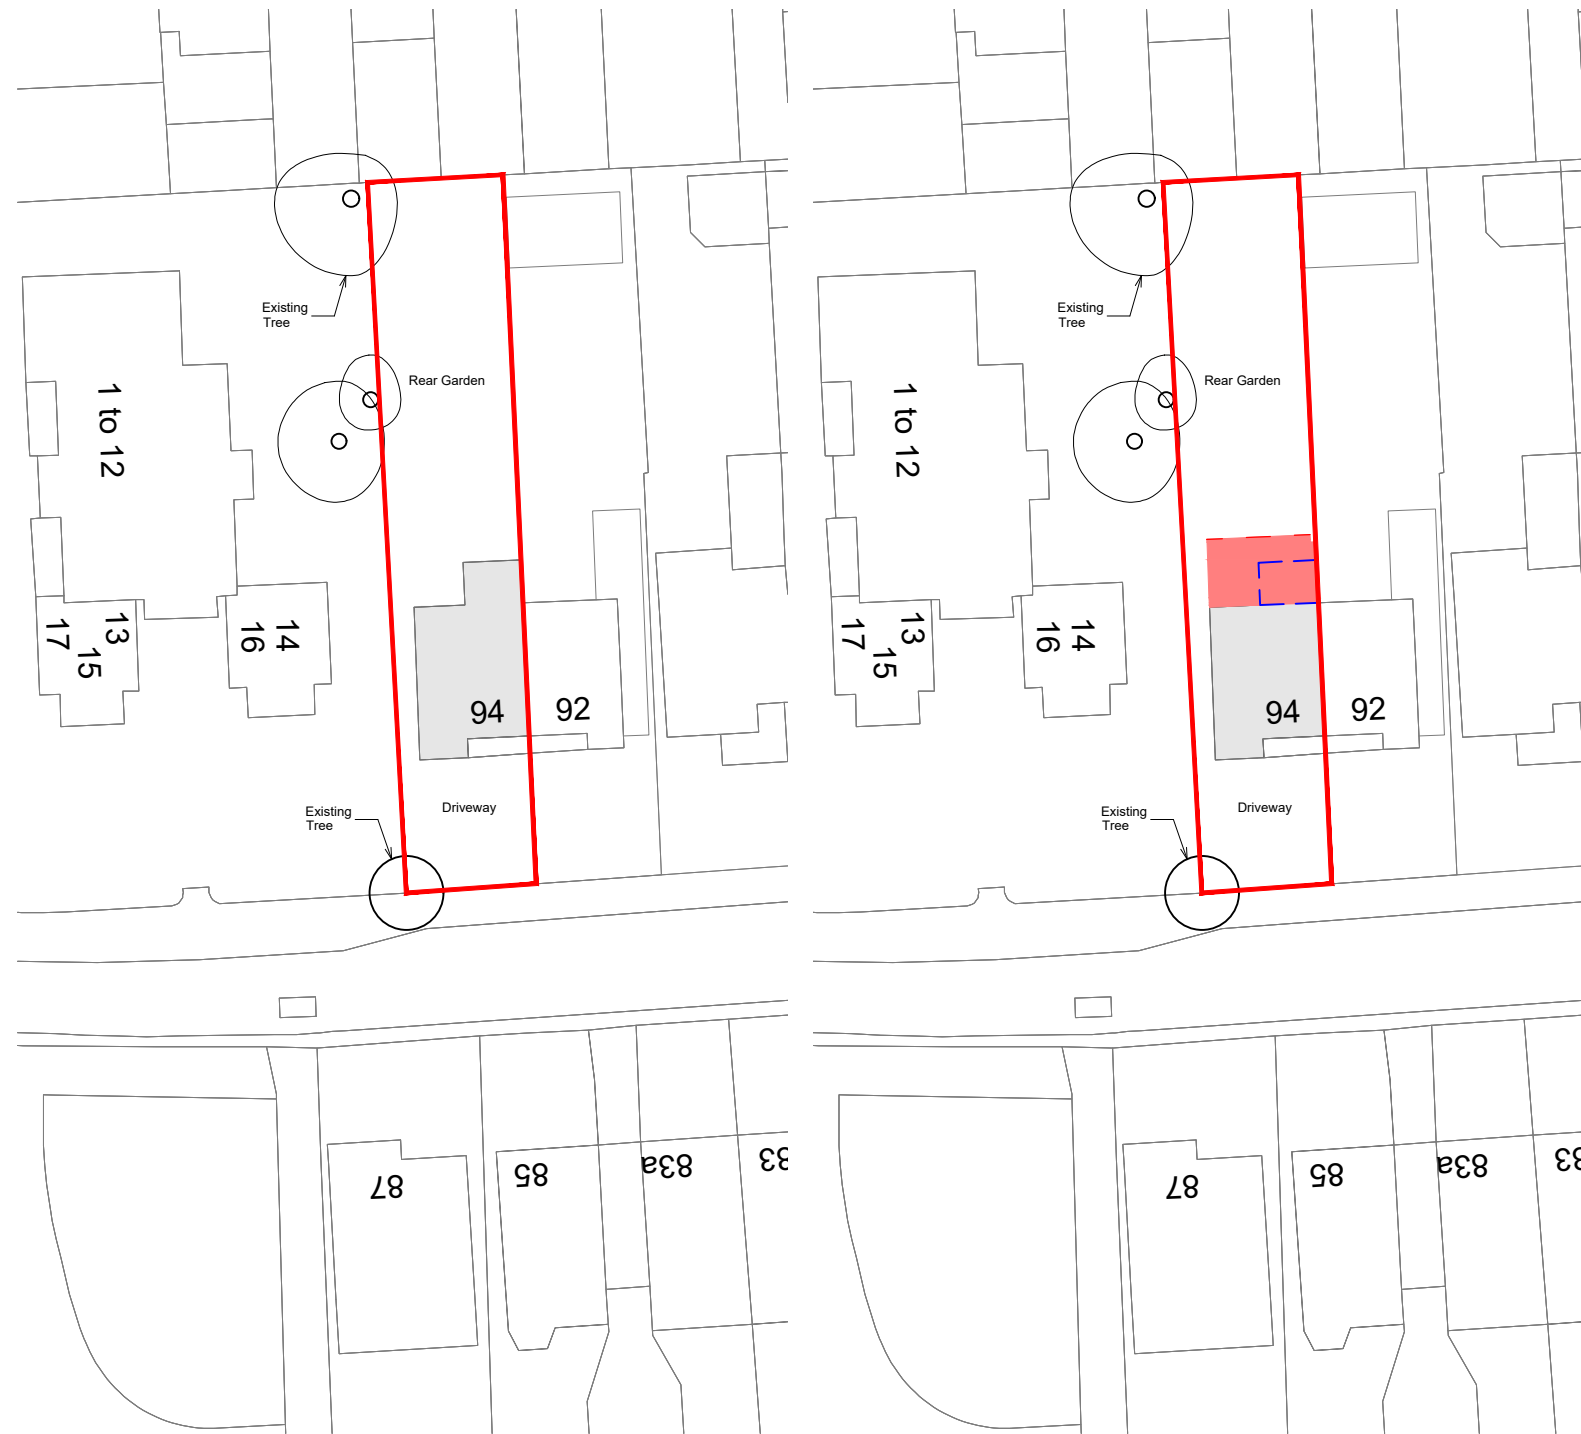 Existing
Tree
Rear Garden
1 to 12
17
15
13
16
14
94
92
Existing
Tree
Driveway
87
85
83a
83
Existing
Tree
Rear Garden
1 to 12
17
15
13
16
14
94
92
Existing
Tree
Driveway
87
85
83a
83